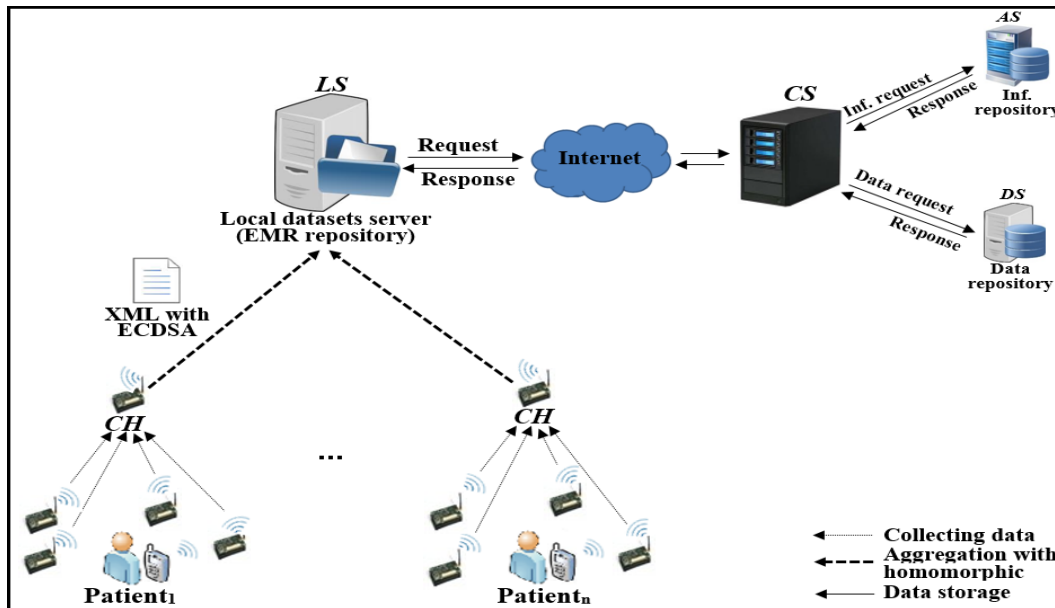 AS
LS
CS
Inf. request
Response
Inf.
repository
Request
Response
Internet
Data request
Response
DS
Data
repository
Local datasets server
(EMR repository)
XML with
ECDSA
CH
CH
...
Patient₁
Patientₙ
Collecting data
Aggregation with
homomorphic
Data storage